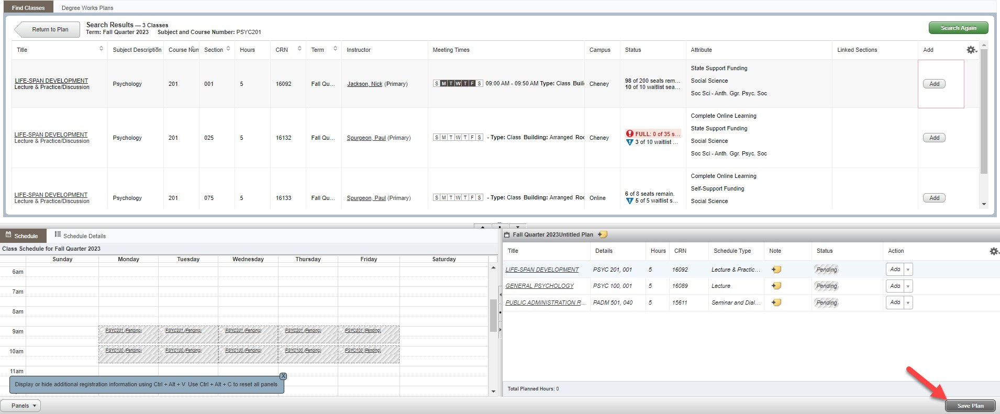 Find Classes
Degree Works Plans
Return to Plan
Search Results — 3 Classes
Term: Fall Quarter 2023 Subject and Course Number: PSYC201
Search Again
Title Subject Description Course Num Section Hours CRN Term Instructor Meeting Times Campus Status Attribute Linked Sections Add
LIFE-SPAN DEVELOPMENT
Lecture & Practice/Discussion
Psychology 201 001 5 16092 Fall Qu... Jackson, Nick (Primary)
S M T W T F S 09:00 AM - 09:50 AM Type: Class Buil
Cheney
98 of 200 seats rem...
10 of 10 waitlist sea...
State Support Funding
Social Science
Soc Sci - Anth. Ggr. Psyc. Soc
Add
LIFE-SPAN DEVELOPMENT
Lecture & Practice/Discussion
Psychology 201 025 5 16132 Fall Qu... Spurgeon, Paul (Primary)
S M T W T F S - Type: Class Building: Arranged Roo
Cheney
FULL: 0 of 35 s...
3 of 10 waitlist ...
Complete Online Learning
State Support Funding
Social Science
Soc Sci - Anth. Ggr. Psyc. Soc
Add
LIFE-SPAN DEVELOPMENT
Lecture & Practice/Discussion
Psychology 201 075 5 16133 Fall Qu... Spurgeon, Paul (Primary)
S M T W T F S - Type: Class Building: Arranged Roo
Online
6 of 8 seats remain.
5 of 5 waitlist s...
Complete Online Learning
Self-Support Funding
Social Science
Add
Schedule
Schedule Details
Class Schedule for Fall Quarter 2023
Sunday Monday Tuesday Wednesday Thursday Friday Saturday
6am
7am
8am
9am
PSYC201 (Pending) PSYC201 (Pending) PSYC201 (Pending) PSYC201 (Pending) PSYC201 (Pending)
10am
PSYC100 (Pending) PSYC100 (Pending) PSYC100 (Pending) PSYC100 (Pending) PSYC100 (Pending)
11am
X
Display or hide additional registration information using Ctrl + Alt + V. Use Ctrl + Alt + C to reset all panels.
Fall Quarter 2023Untitled Plan
Title Details Hours CRN Schedule Type Note Status Action
LIFE-SPAN DEVELOPMENT PSYC 201, 001 5 16092 Lecture & Practic... Pending Add
GENERAL PSYCHOLOGY PSYC 100, 001 5 16089 Lecture Pending Add
PUBLIC ADMINISTRATION R... PADM 501, 040 5 15611 Seminar and Dial... Pending Add
Total Planned Hours: 0
Panels
Save Plan